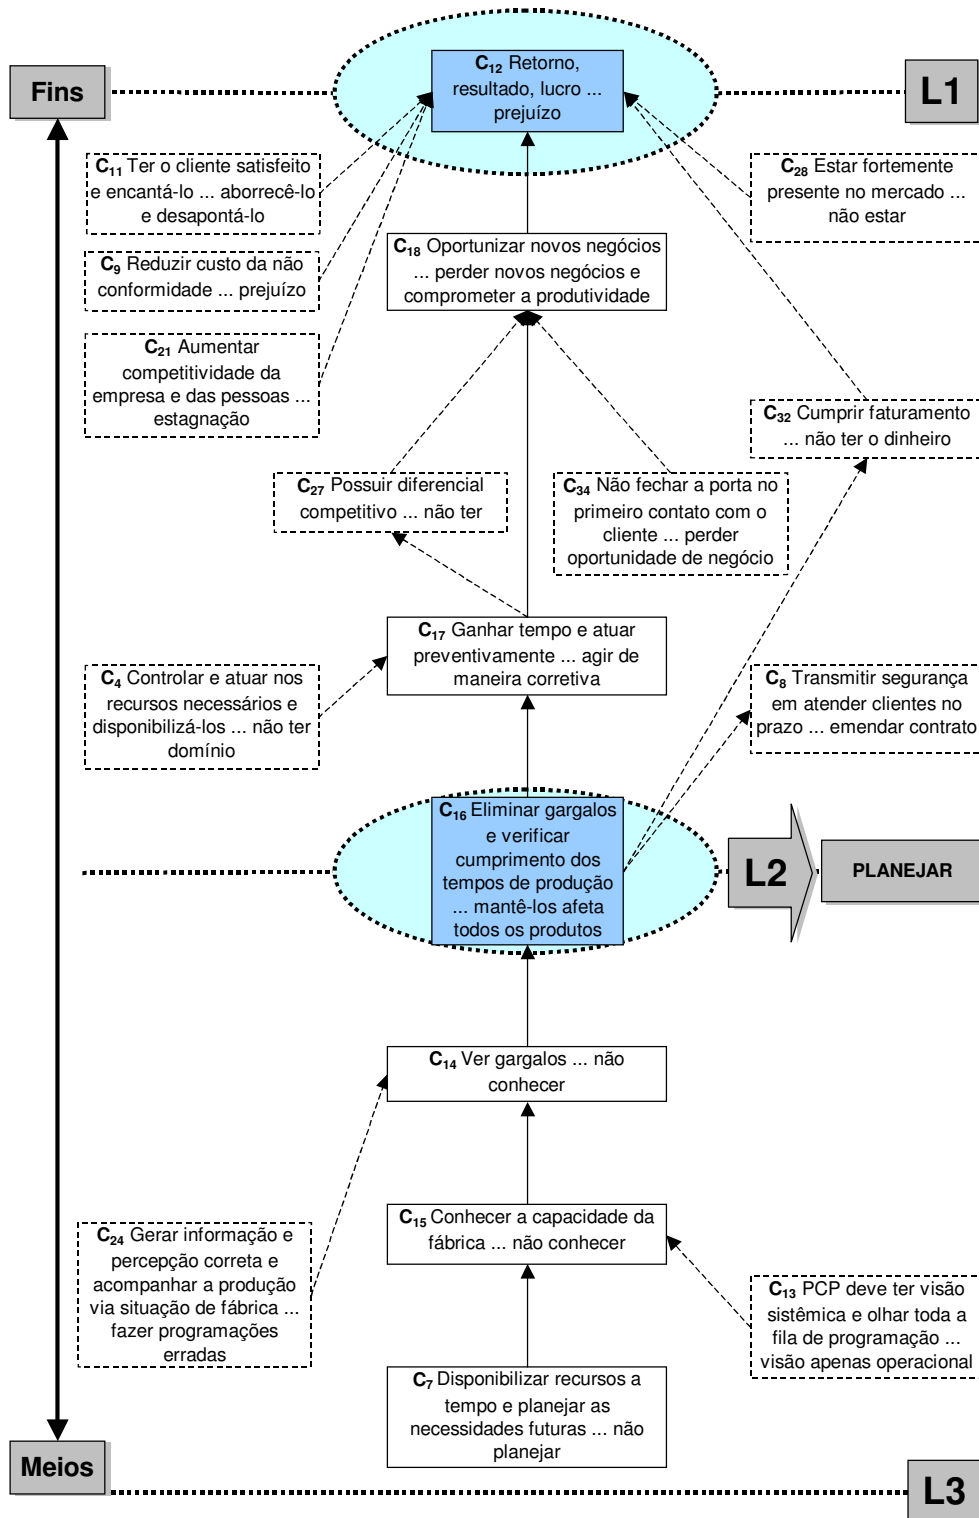 C12 Retorno,
resultado, lucro ...
prejuízo
Fins
L1
C11 Ter o cliente satisfeito
e encantá-lo ... aborrecê-lo
e desapontá-lo
C28 Estar fortemente
presente no mercado ...
não estar
C18 Oportunizar novos negócios
... perder novos negócios e
comprometer a produtividade
C9 Reduzir custo da não
conformidade ... prejuízo
C21 Aumentar
competitividade da
empresa e das pessoas ...
estagnação
C32 Cumprir faturamento
... não ter o dinheiro
C27 Possuir diferencial
competitivo ... não ter
C34 Não fechar a porta no
primeiro contato com o
cliente ... perder
oportunidade de negócio
C17 Ganhar tempo e atuar
preventivamente ... agir de
maneira corretiva
C4 Controlar e atuar nos
recursos necessários e
disponibilizá-los ... não ter
domínio
C8 Transmitir segurança
em atender clientes no
prazo ... emendar contrato
C16 Eliminar gargalos
e verificar
cumprimento dos
tempos de produção
... mantê-los afeta
todos os produtos
L2
PLANEJAR
C14 Ver gargalos ... não
conhecer
C15 Conhecer a capacidade da
fábrica ... não conhecer
C24 Gerar informação e
percepção correta e
acompanhar a produção
via situação de fábrica ...
fazer programações
erradas
C13 PCP deve ter visão
sistêmica e olhar toda a
fila de programação ...
visão apenas operacional
C7 Disponibilizar recursos a
tempo e planejar as
necessidades futuras ... não
planejar
Meios
L3